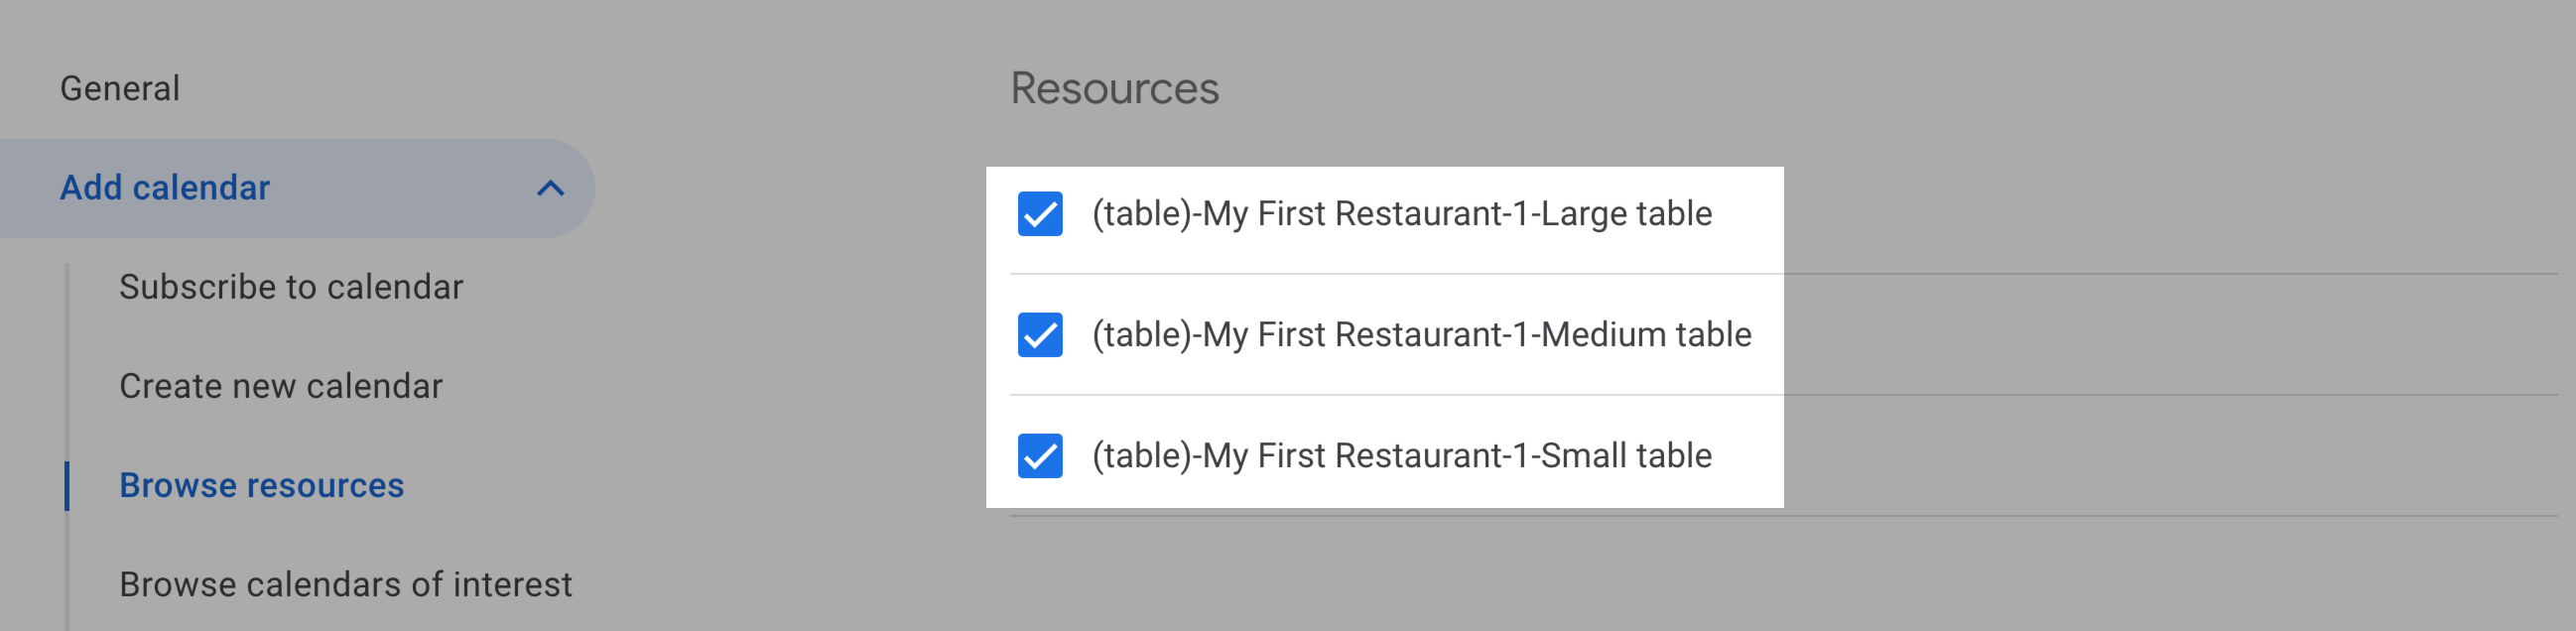 General
Add calendar
Subscribe to calendar
Create new calendar
Browse resources
Browse calendars of interest
Resources
(table)-My First Restaurant-1-Large table
(table)-My First Restaurant-1-Medium table
(table)-My First Restaurant-1-Small table